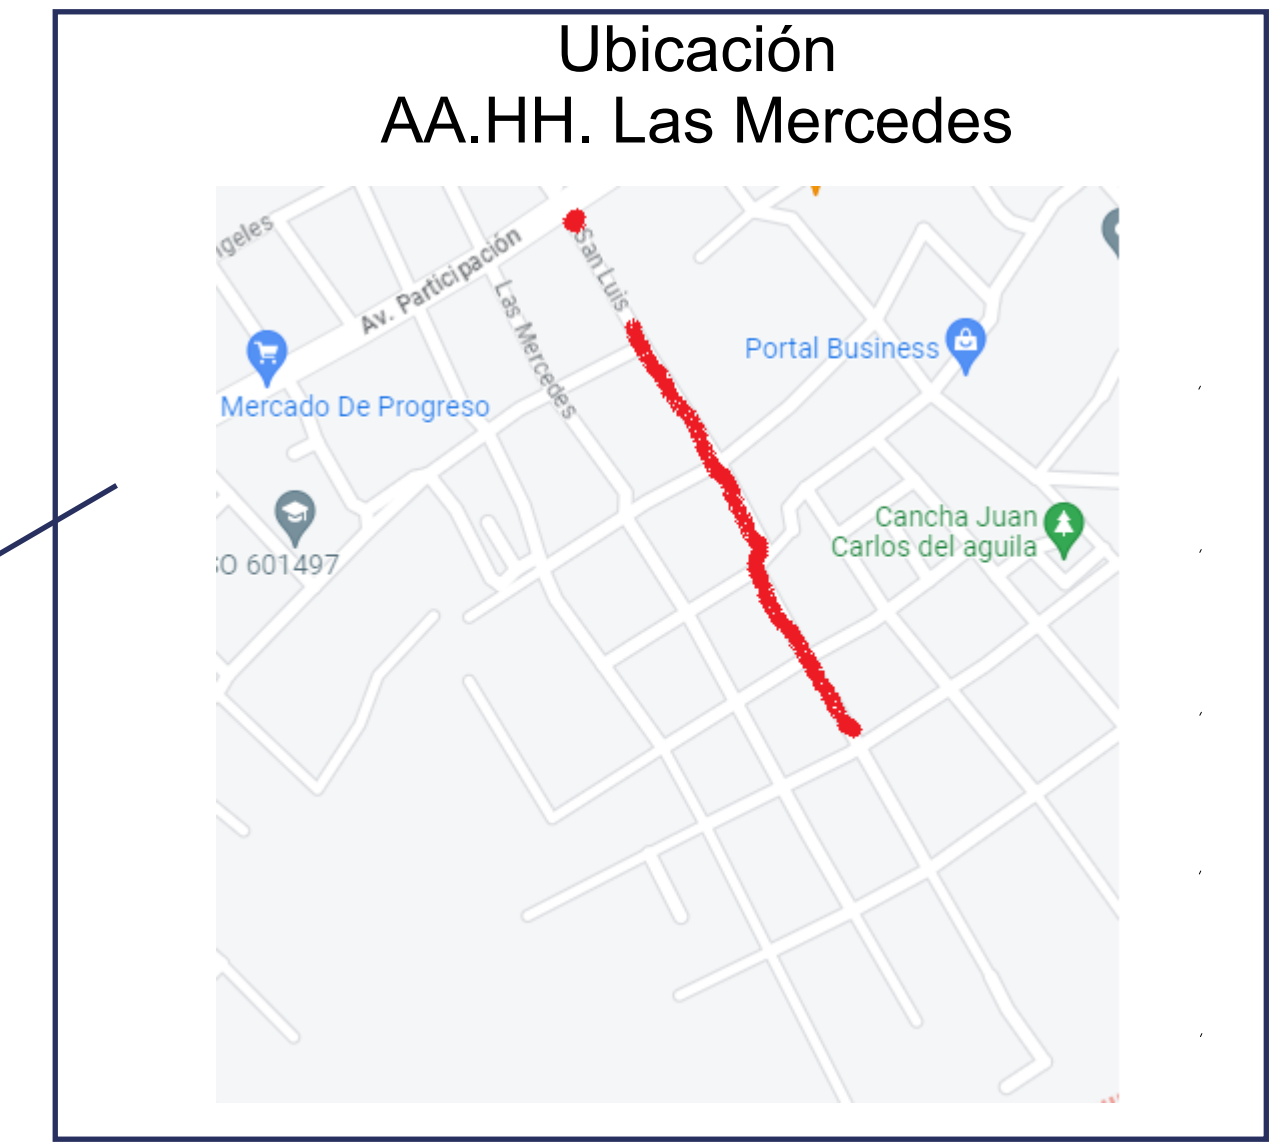 Ubicación
AA.HH. Las Mercedes
Av. Participación
San Luis
Las Mercedes
Portal Business
Mercado De Progreso
Cancha Juan
Carlos del aguila
601497